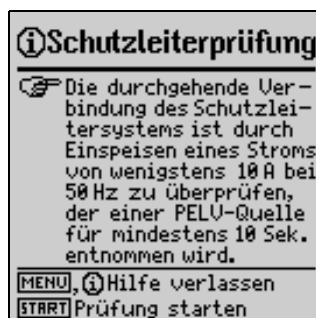 ⓘSchutzleiterprüfung
☞Die durchgehende Ver-
bindung des Schutzlei-
tersystems ist durch
Einspeisen eines Stroms
von wenigstens 10 A bei
50 Hz zu überprüfen,
der einer PELV-Quelle
für mindestens 10 Sek.
entnommen wird.
MENU,ⓘHilfe verlassen
START Prüfung starten